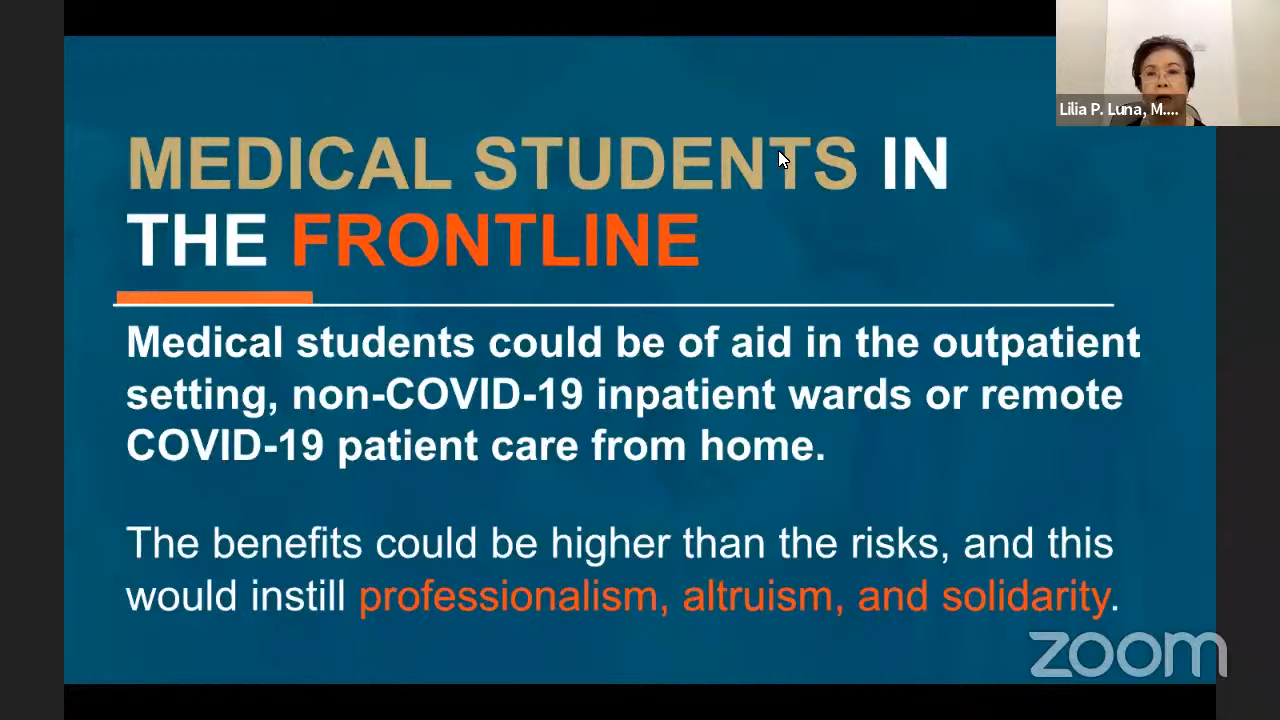 Lilia P. Luna, M....
MEDICAL STUDENTS IN
THE FRONTLINE
Medical students could be of aid in the outpatient
setting, non-COVID-19 inpatient wards or remote
COVID-19 patient care from home.
The benefits could be higher than the risks, and this
would instill professionalism, altruism, and solidarity.
zoom